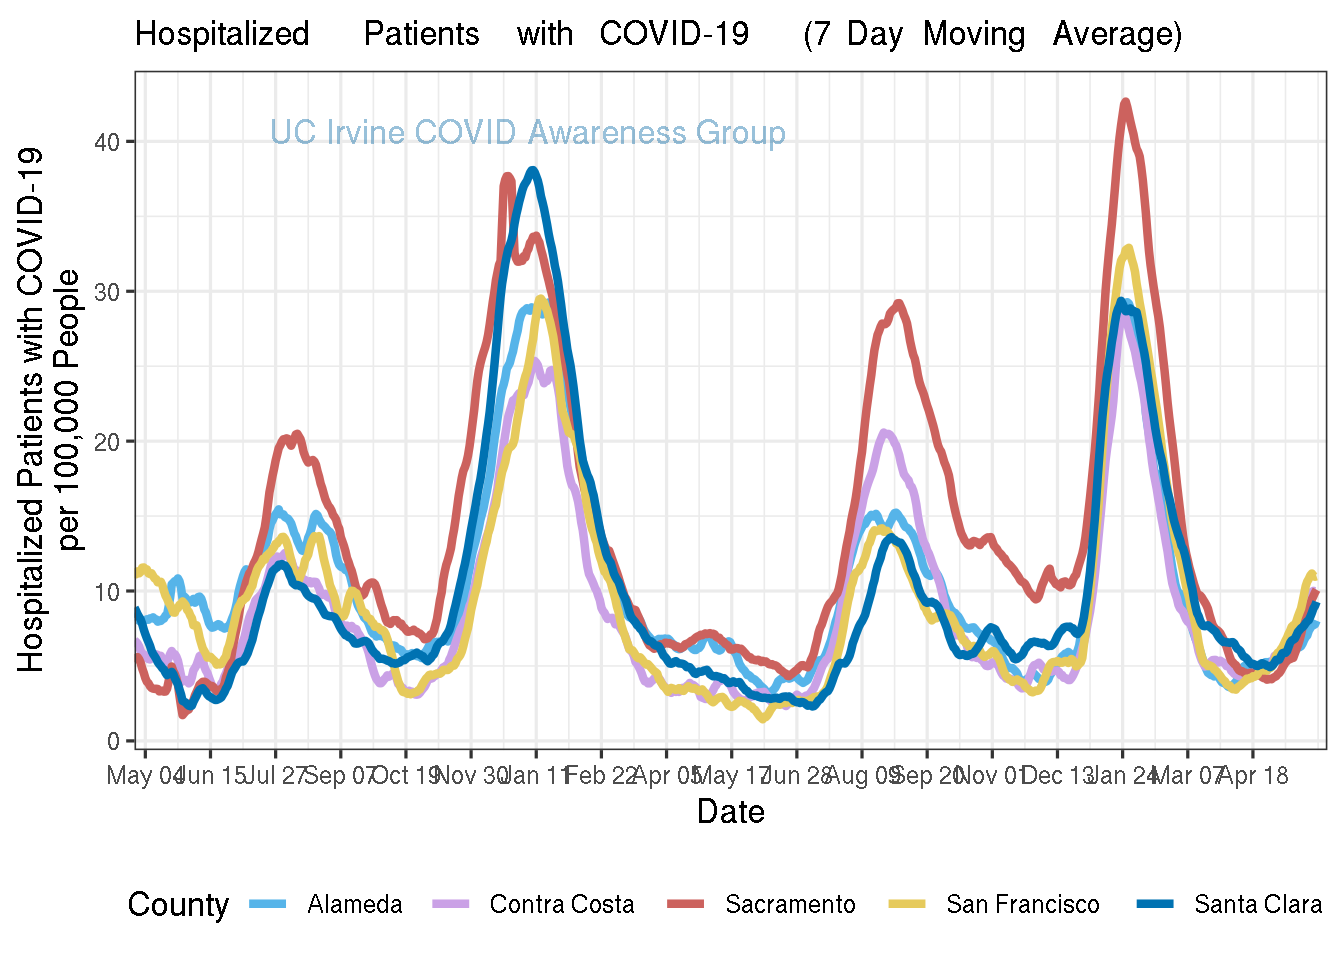 Hospitalized Patients with COVID-19 (7 Day Moving Average)
UC Irvine COVID Awareness Group
Hospitalized Patients with COVID-19
per 100,000 People
40
30
20
10
0
May 04 Jun 15 Jul 27 Sep 07 Oct 19 Nov 30 Jan 11 Feb 22 Apr 05 May 17 Jun 28 Aug 09 Sep 20 Nov 01 Dec 13 Jan 24 Mar 07 Apr 18
Date
County Alameda Contra Costa Sacramento San Francisco Santa Clara